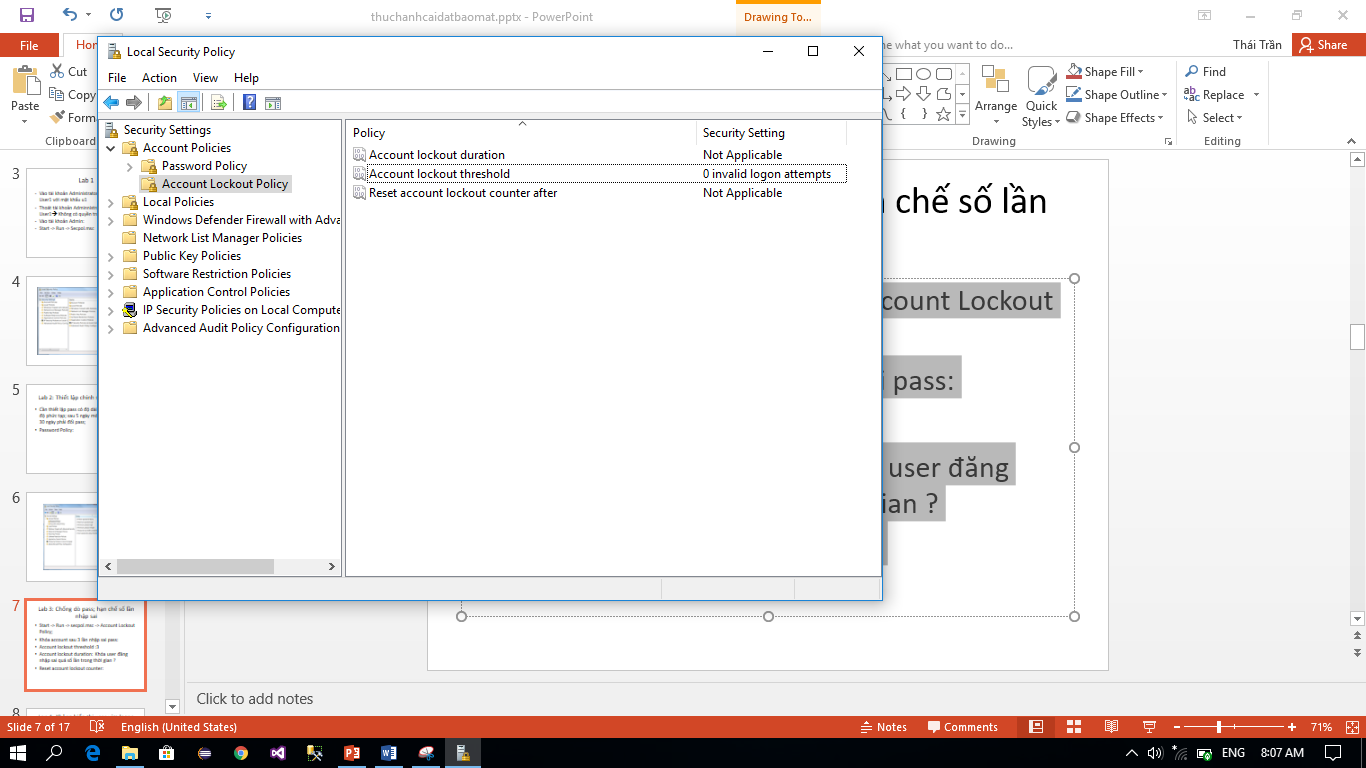 thuchanhcaidatbaomat.pptx - PowerPoint
Drawing To...
File
Hom
me what you want to do...
Thái Trần
Share
Paste
Cut
Copy
Forma
Clipboard
Arrange
Quick
Styles
Shape Fill
Shape Outline
Shape Effects
Drawing
Find
Replace
Select
Editing
Local Security Policy
File Action View Help
Security Settings
Account Policies
Password Policy
Account Lockout Policy
Local Policies
Windows Defender Firewall with Adva
Network List Manager Policies
Public Key Policies
Software Restriction Policies
Application Control Policies
IP Security Policies on Local Compute
Advanced Audit Policy Configuration
Policy Security Setting
Account lockout duration Not Applicable
Account lockout threshold 0 invalid logon attempts
Reset account lockout counter after Not Applicable
3
Lab 1
4
5
Lab 2: Thiết lập chính s
Password Policy:
6
7
Lab 3: Chống dò pass, hạn chế số lần
nhập sai
Start -> Run -> secpol.msc -> Account Lockout
Policy;
Khóa account sau 3 lần nhập sai pass:
Account lockout threshold :3
Account lockout duration: Khóa user đăng
nhập sai quá số lần trong thời gian ?
Reset account lockout counter:
8
chế số lần
count Lockout
i pass:
user đăng
ian ?
Click to add notes
Slide 7 of 17
English (United States)
Notes
Comments
71%
ENG
8:07 AM